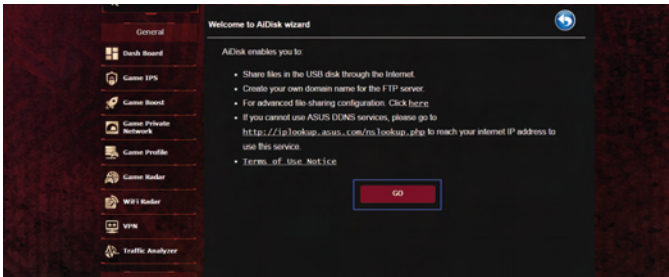 General
Dash Board
Game IPS
Game Boost
Game Private
Network
Game Profile
Game Radar
WiFi Radar
VPN
Traffic Analyzer
Welcome to AiDisk wizard
AiDisk enables you to:
• Share files in the USB disk through the Internet.
• Create your own domain name for the FTP server.
• For advanced file-sharing configuration. Click here
• If you cannot use ASUS DDNS services, please go to
http://iplookup.asus.com/nslookup.php to reach your internet IP address to
use this service.
• Terms of Use Notice
GO